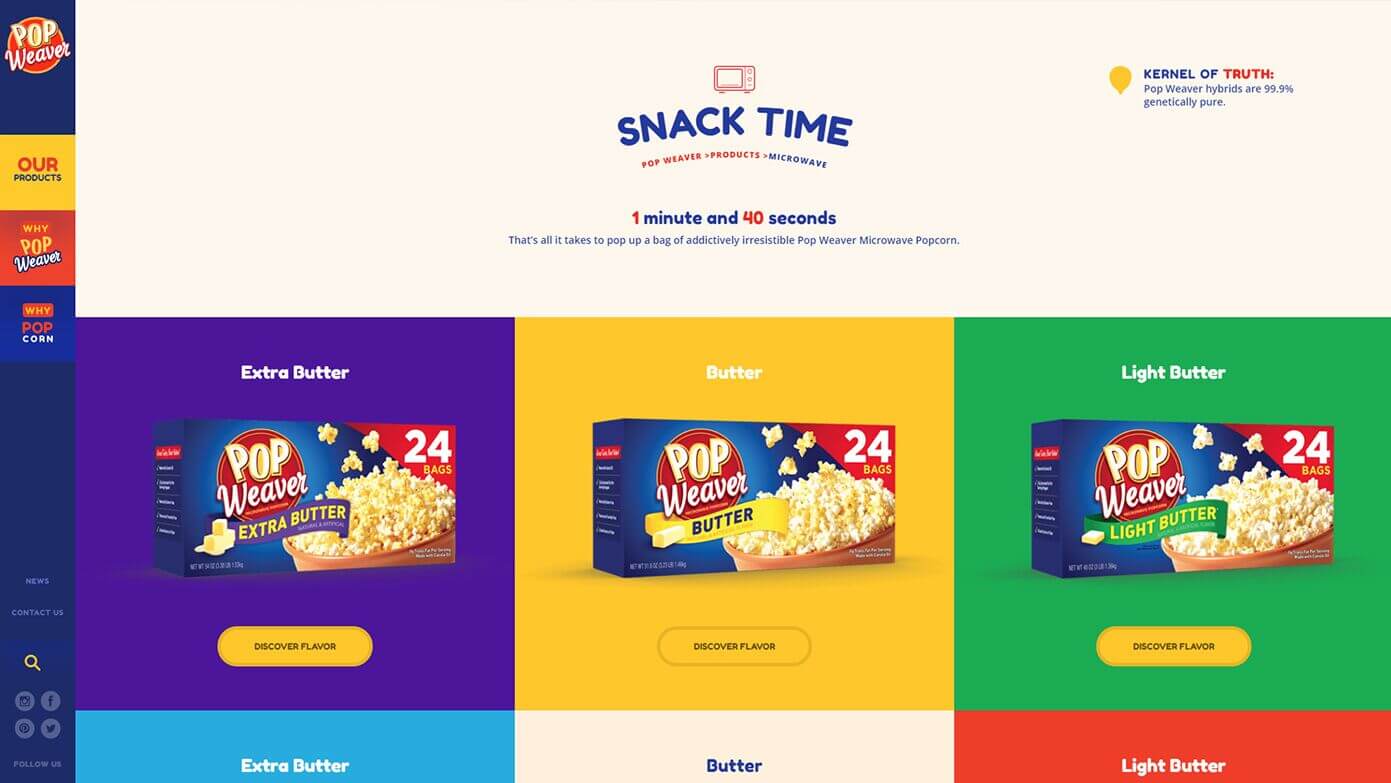 POP
Weaver
OUR
PRODUCTS
WHY
POP
Weaver
WHY
POP
CORN
NEWS
CONTACT US
FOLLOW US
SNACK TIME
POP WEAVER >PRODUCTS >MICROWAVE
KERNEL OF TRUTH:
Pop Weaver hybrids are 99.9%
genetically pure.
1 minute and 40 seconds
That's all it takes to pop up a bag of addictively irresistible Pop Weaver Microwave Popcorn.
Extra Butter
POP
Weaver
EXTRA BUTTER
24
BAGS
DISCOVER FLAVOR
Butter
POP
Weaver
BUTTER
24
BAGS
DISCOVER FLAVOR
Light Butter
POP
Weaver
LIGHT BUTTER
24
BAGS
DISCOVER FLAVOR
Extra Butter
Butter
Light Butter